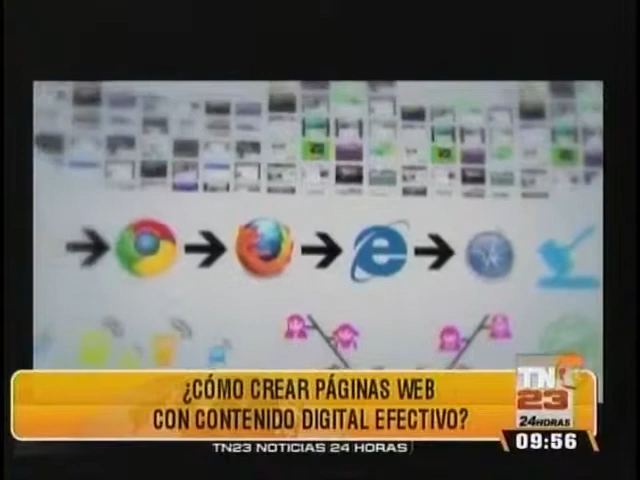 ¿CÓMO CREAR PÁGINAS WEB
CON CONTENIDO DIGITAL EFECTIVO?
TN
23
24HORAS
09:56
TN23 NOTICIAS 24 HORAS